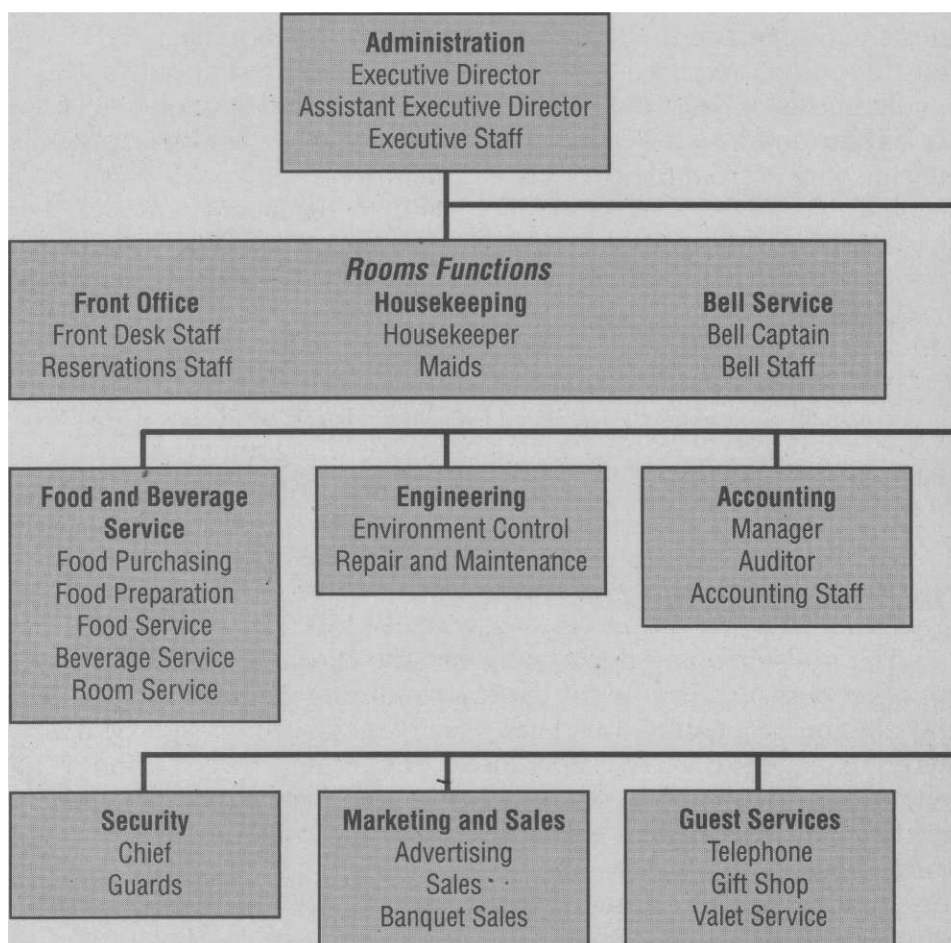 Administration
Executive Director
Assistant Executive Director
Executive Staff
Rooms Functions
Front Office
Front Desk Staff
Reservations Staff
Housekeeping
Housekeeper
Maids
Bell Service
Bell Captain
Bell Staff
Food and Beverage
Service
Food Purchasing
Food Preparation
Food Service
Beverage Service
Room Service
Engineering
Environment Control
Repair and Maintenance
Accounting
Manager
Auditor
Accounting Staff
Security
Chief
Guards
Marketing and Sales
Advertising
Sales
Banquet Sales
Guest Services
Telephone
Gift Shop
Valet Service